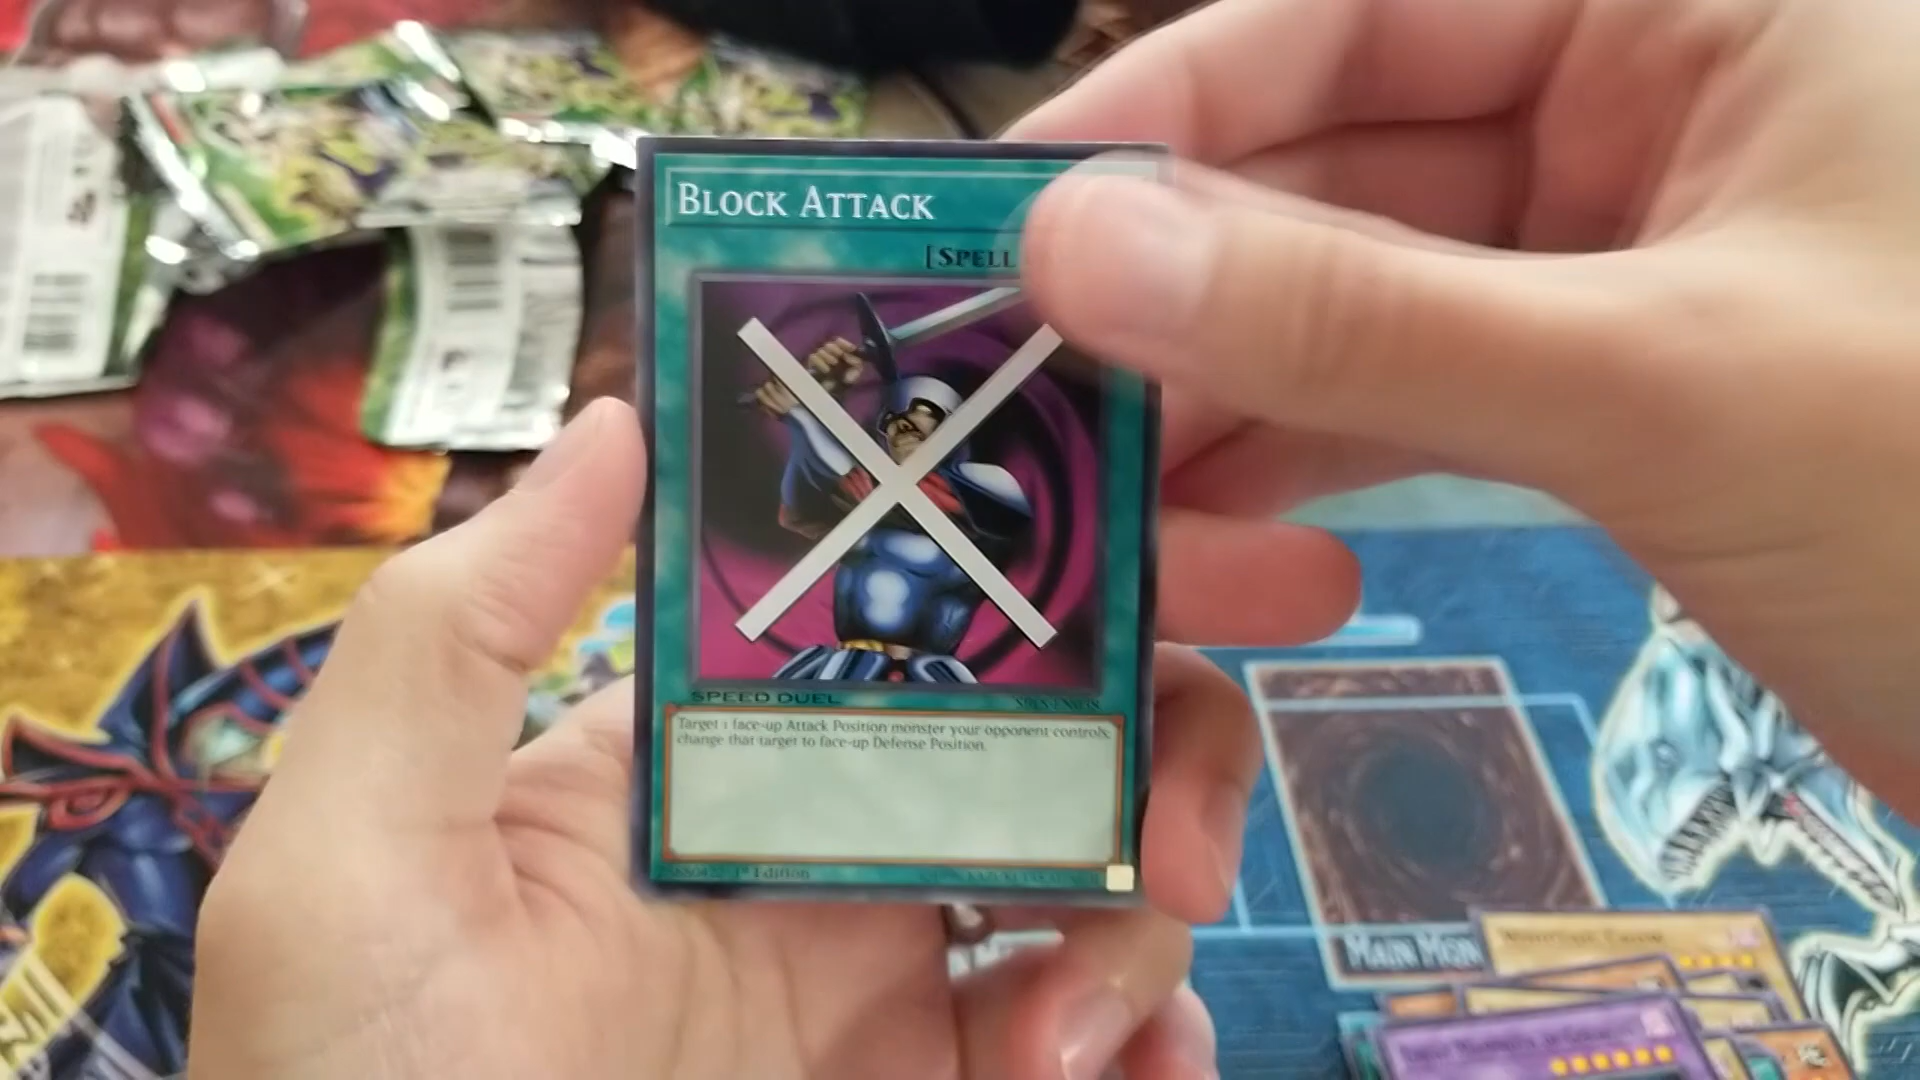 BLOCK ATTACK
[SPELL
SPEED DUEL
Target 1 face-up Attack Position monster your opponent controls;
change that target to face-up Defense Position.
1st Edition
MAIN MON